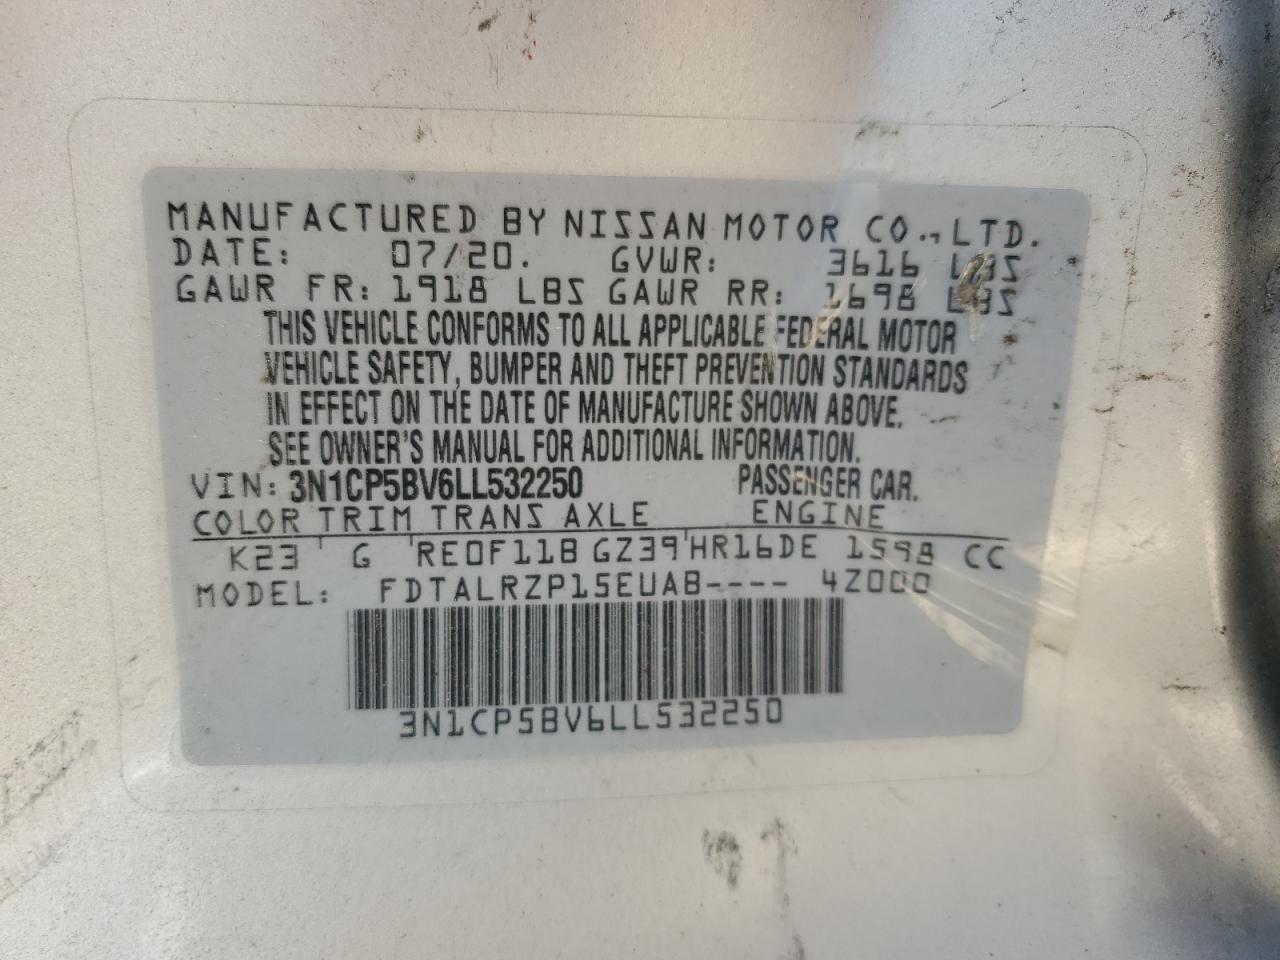 MANUFACTURED BY NISSAN MOTOR CO., LTD.
DATE: 07/20. GVWR: 3616 LBS
GAWR FR: 1918 LBS GAWR RR: 1698 LBS
THIS VEHICLE CONFORMS TO ALL APPLICABLE FEDERAL MOTOR
VEHICLE SAFETY, BUMPER AND THEFT PREVENTION STANDARDS
IN EFFECT ON THE DATE OF MANUFACTURE SHOWN ABOVE.
SEE OWNER'S MANUAL FOR ADDITIONAL INFORMATION.
VIN: 3N1CP5BV6LL532250 PASSENGER CAR.
COLOR TRIM TRANS AXLE ENGINE
K23 ' G 'RE0F11B GZ39'HR16DE 1598 CC
MODEL: FDTALRZP15EUAB---- 4Z000
3N1CP5BV6LL532250